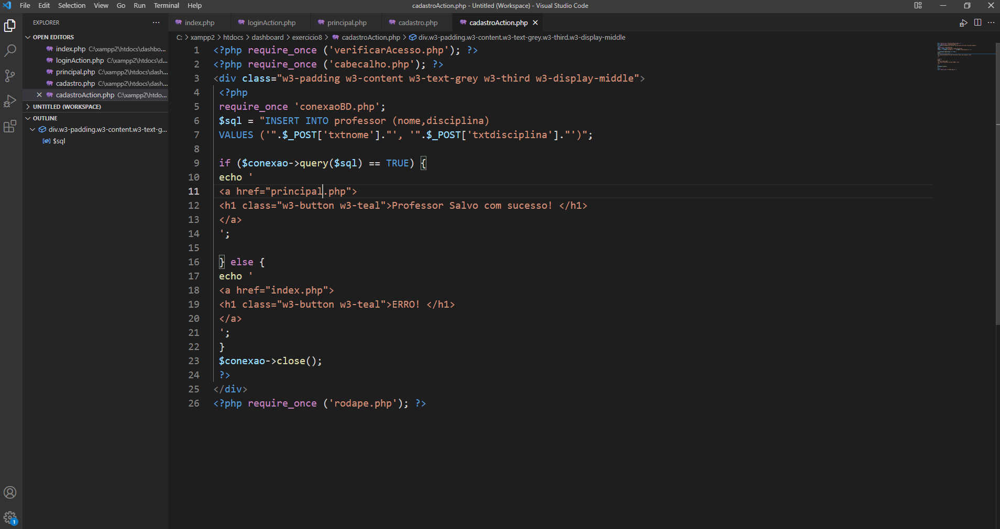 File Edit Selection View Go Run Terminal Help
cadastroAction.php - Untitled (Workspace) - Visual Studio Code
EXPLORER
OPEN EDITORS
index.php C:\xampp2\htdocs\dashbo...
loginAction.php C:\xampp2\htdocs\d...
principal.php C:\xampp2\htdocs\dash...
cadastro.php C:\xampp2\htdocs\dash...
cadastroAction.php C:\xampp2\htdo...
UNTITLED (WORKSPACE)
OUTLINE
div.w3-padding.w3-content.w3-text-g...
$sql
1
index.php loginAction.php principal.php cadastro.php cadastroAction.php
C: > xampp2 > htdocs > dashboard > exercicio8 > cadastroAction.php > div.w3-padding.w3-content.w3-text-grey.w3-third.w3-display-middle
1 <?php require_once ('verificarAcesso.php'); ?>
2 <?php require_once ('cabecalho.php'); ?>
3 <div class="w3-padding w3-content w3-text-grey w3-third w3-display-middle">
4 <?php
5 require_once 'conexaoBD.php';
6 $sql = "INSERT INTO professor (nome,disciplina)
7 VALUES ('".$_POST['txtnome']."', '".$_POST['txtdisciplina']."')";
8
9 if ($conexao->query($sql) == TRUE) {
10 echo '
11 <a href="principal.php">
12 <h1 class="w3-button w3-teal">Professor Salvo com sucesso! </h1>
13 </a>
14 ';
15
16 } else {
17 echo '
18 <a href="index.php">
19 <h1 class="w3-button w3-teal">ERRO! </h1>
20 </a>
21 ';
22 }
23 $conexao->close();
24 ?>
25 </div>
26 <?php require_once ('rodape.php'); ?>